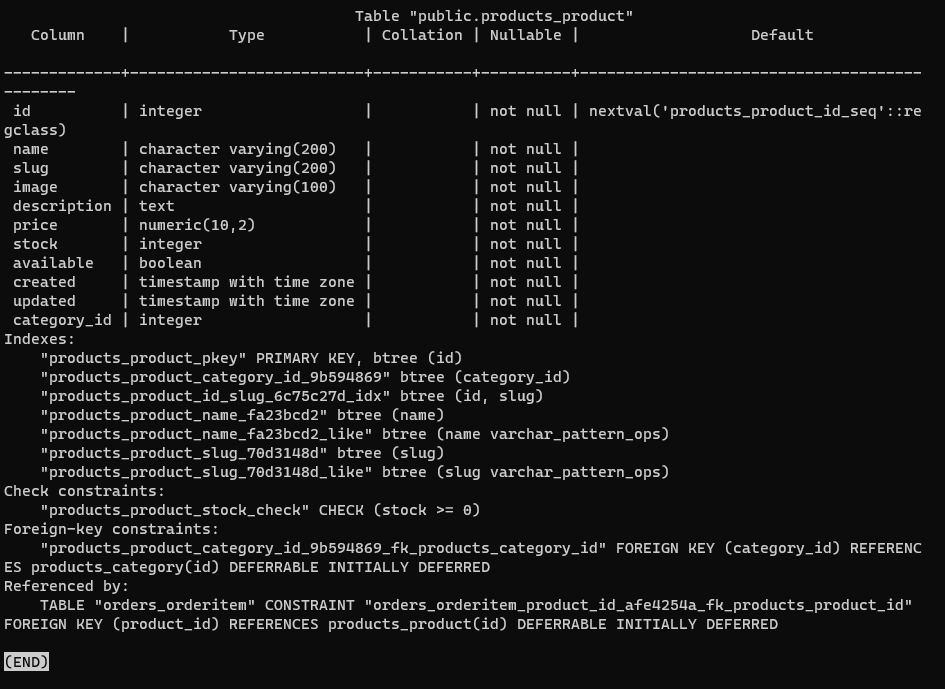 Table "public.products_product"
   Column    |           Type           | Collation | Nullable |                   Default
-------------+--------------------------+-----------+----------+--------------------------------------
--------
 id          | integer                  |           | not null | nextval('products_product_id_seq'::re
gclass)
 name        | character varying(200)   |           | not null |
 slug        | character varying(200)   |           | not null |
 image       | character varying(100)   |           | not null |
 description | text                     |           | not null |
 price       | numeric(10,2)            |           | not null |
 stock       | integer                  |           | not null |
 available   | boolean                  |           | not null |
 created     | timestamp with time zone |           | not null |
 updated     | timestamp with time zone |           | not null |
 category_id | integer                  |           | not null |
Indexes:
    "products_product_pkey" PRIMARY KEY, btree (id)
    "products_product_category_id_9b594869" btree (category_id)
    "products_product_id_slug_6c75c27d_idx" btree (id, slug)
    "products_product_name_fa23bcd2" btree (name)
    "products_product_name_fa23bcd2_like" btree (name varchar_pattern_ops)
    "products_product_slug_70d3148d" btree (slug)
    "products_product_slug_70d3148d_like" btree (slug varchar_pattern_ops)
Check constraints:
    "products_product_stock_check" CHECK (stock >= 0)
Foreign-key constraints:
    "products_product_category_id_9b594869_fk_products_category_id" FOREIGN KEY (category_id) REFERENC
ES products_category(id) DEFERRABLE INITIALLY DEFERRED
Referenced by:
    TABLE "orders_orderitem" CONSTRAINT "orders_orderitem_product_id_afe4254a_fk_products_product_id"
FOREIGN KEY (product_id) REFERENCES products_product(id) DEFERRABLE INITIALLY DEFERRED
(END)